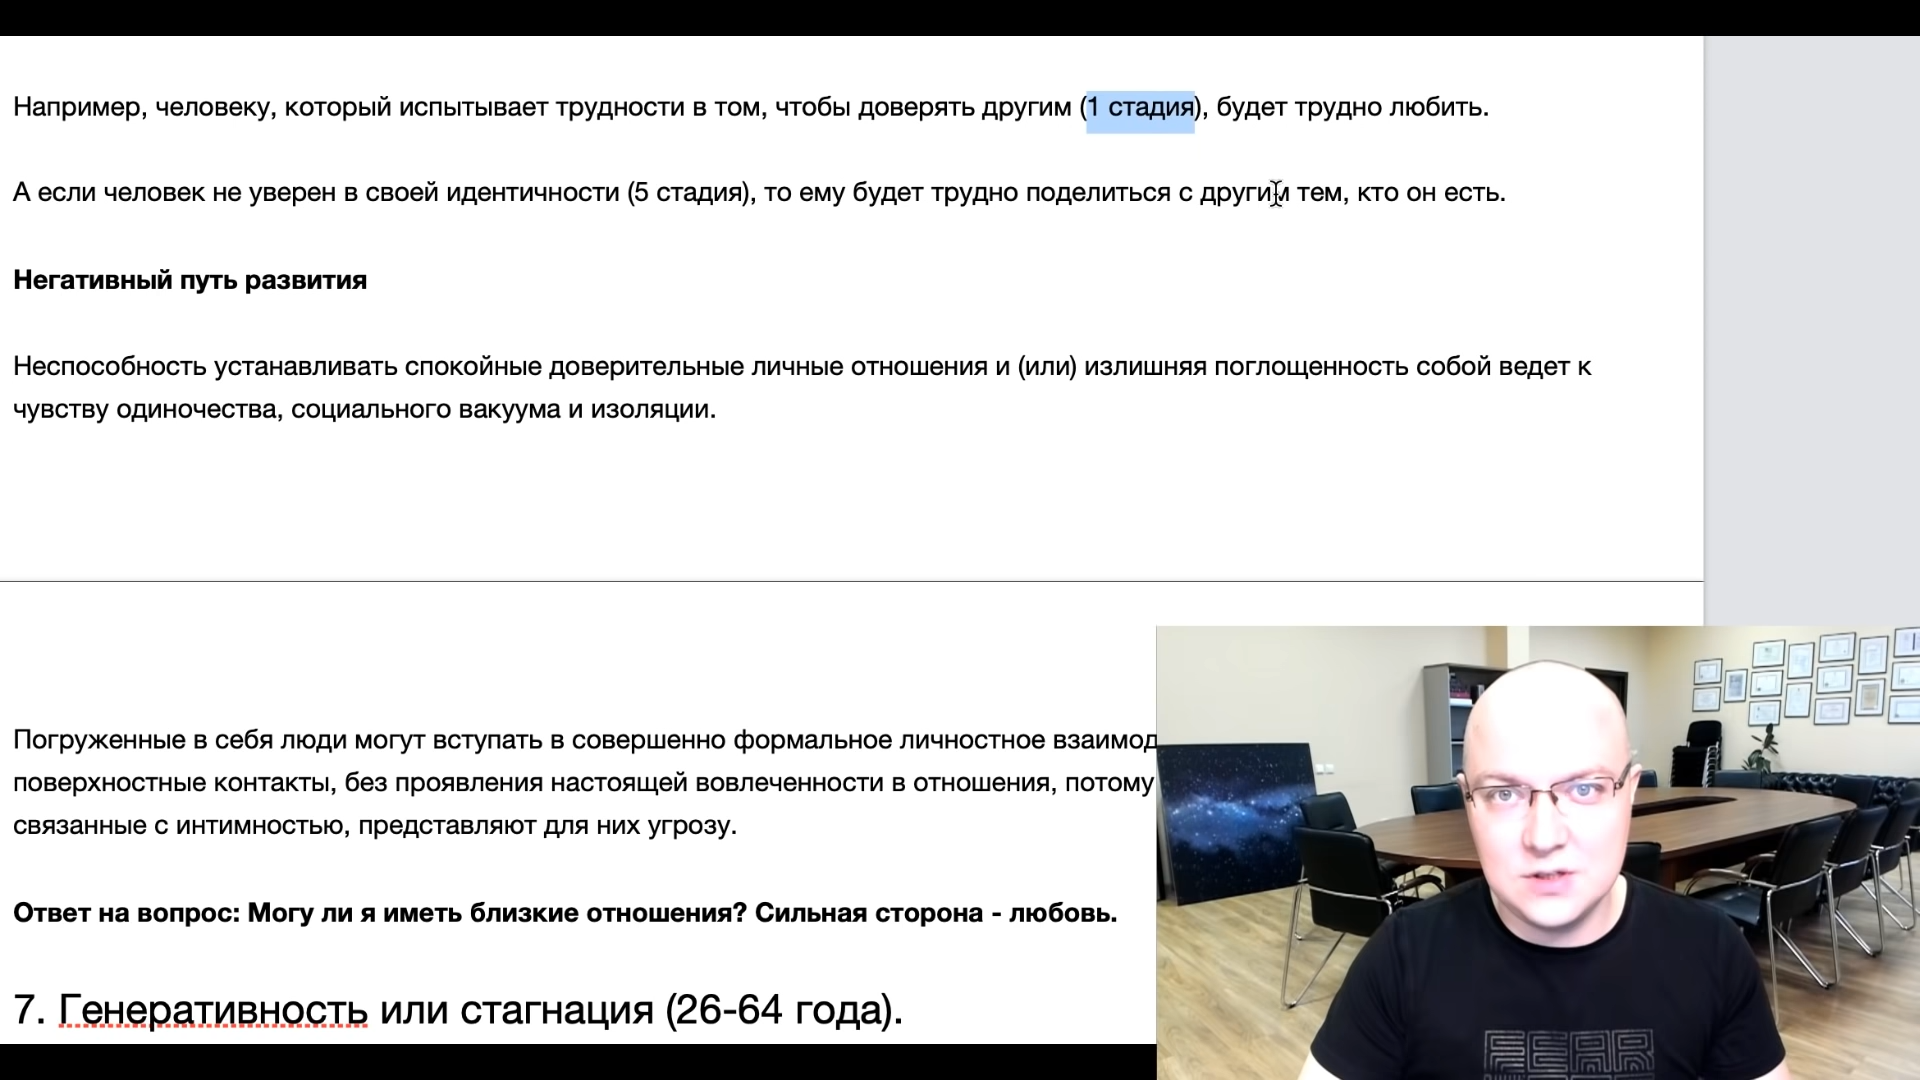 Например, человеку, который испытывает трудности в том, чтобы доверять другим (1 стадия), будет трудно любить.
А если человек не уверен в своей идентичности (5 стадия), то ему будет трудно поделиться с другим тем, кто он есть.
Негативный путь развития
Неспособность устанавливать спокойные доверительные личные отношения и (или) излишняя поглощенность собой ведет к
чувству одиночества, социального вакуума и изоляции.
Погруженные в себя люди могут вступать в совершенно формальное личностное взаимод
поверхностные контакты, без проявления настоящей вовлеченности в отношения, потому
связанные с интимностью, представляют для них угрозу.
Ответ на вопрос: Могу ли я иметь близкие отношения? Сильная сторона - любовь.
7. Генеративность или стагнация (26-64 года).
FEAR